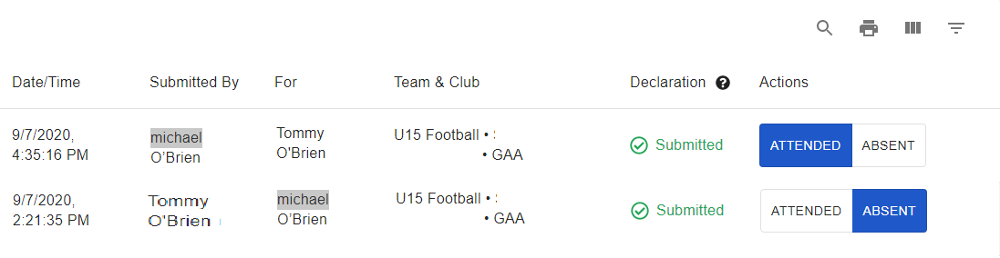 Date/Time Submitted By For Team & Club Declaration ? Actions
9/7/2020, michael Tommy U15 Football •
4:35:16 PM O'Brien O'Brien • GAA Submitted ATTENDED ABSENT
9/7/2020, Tommy michael U15 Football •
2:21:35 PM O'Brien O'Brien • GAA Submitted ATTENDED ABSENT